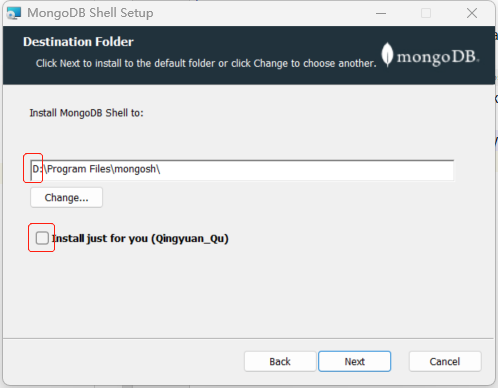 MongoDB Shell Setup
Destination Folder
Click Next to install to the default folder or click Change to choose another.
mongoDB.
Install MongoDB Shell to:
D:\Program Files\mongosh\
Change...
Install just for you (Qingyuan_Qu)
Back
Next
Cancel